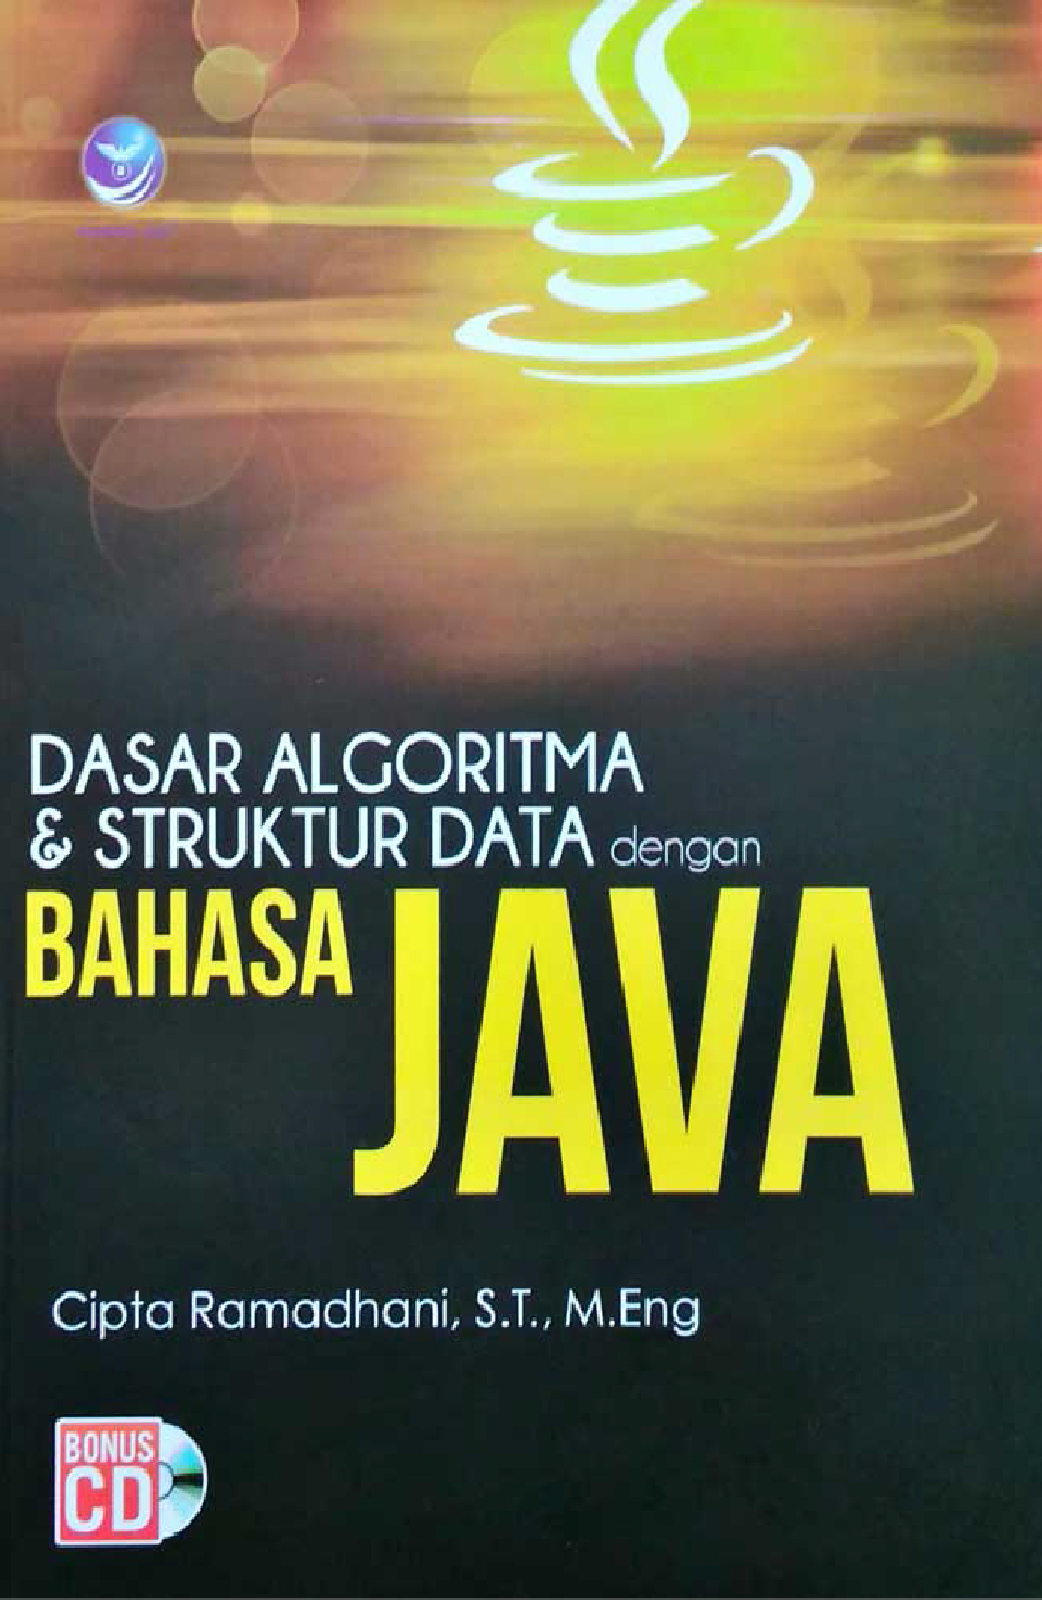 DASAR ALGORITMA
& STRUKTUR DATA dengan
BAHASA JAVA
Cipta Ramadhani, S.T., M.Eng
BONUS
CD